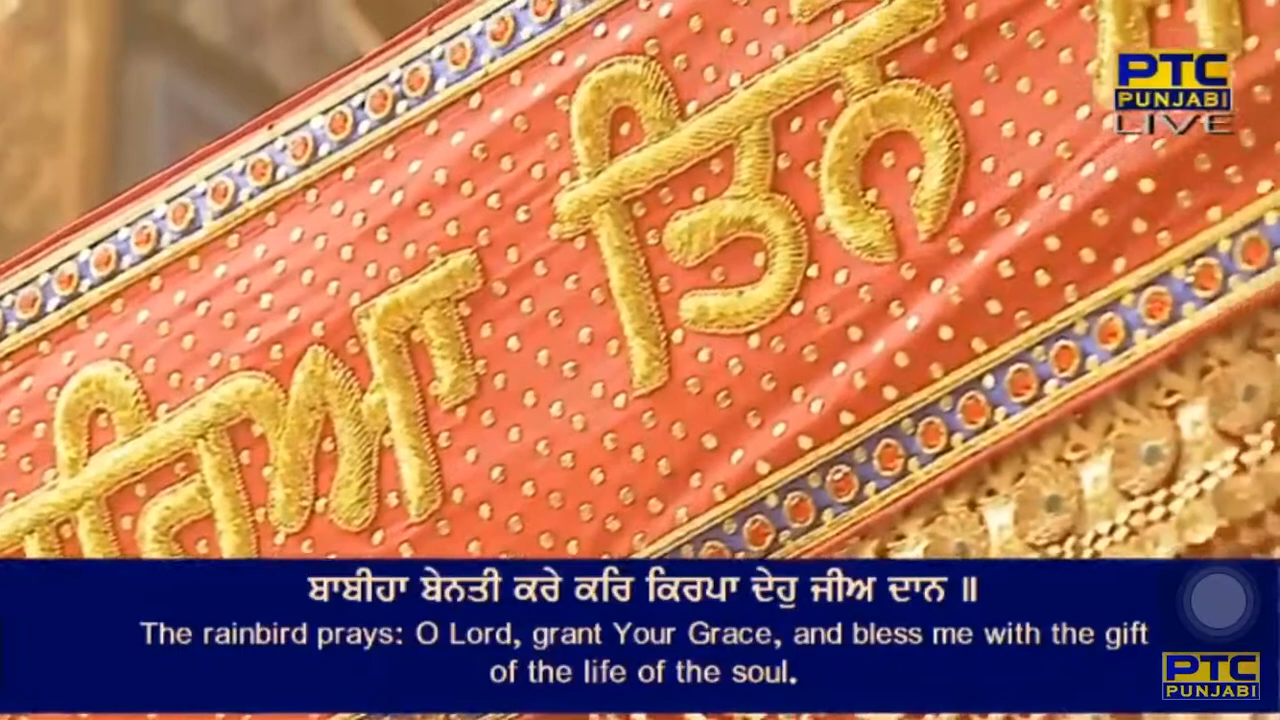 ਧਿਆਇਆ ਤਿਨ
PTC
PUNJABI
LIVE
ਬਾਬੀਹਾ ਬੇਨਤੀ ਕਰੇ ਕਰਿ ਕਿਰਪਾ ਦੇਹੁ ਜੀਅ ਦਾਨ ॥
The rainbird prays: O Lord, grant Your Grace, and bless me with the gift
of the life of the soul.
PTC
PUNJABI